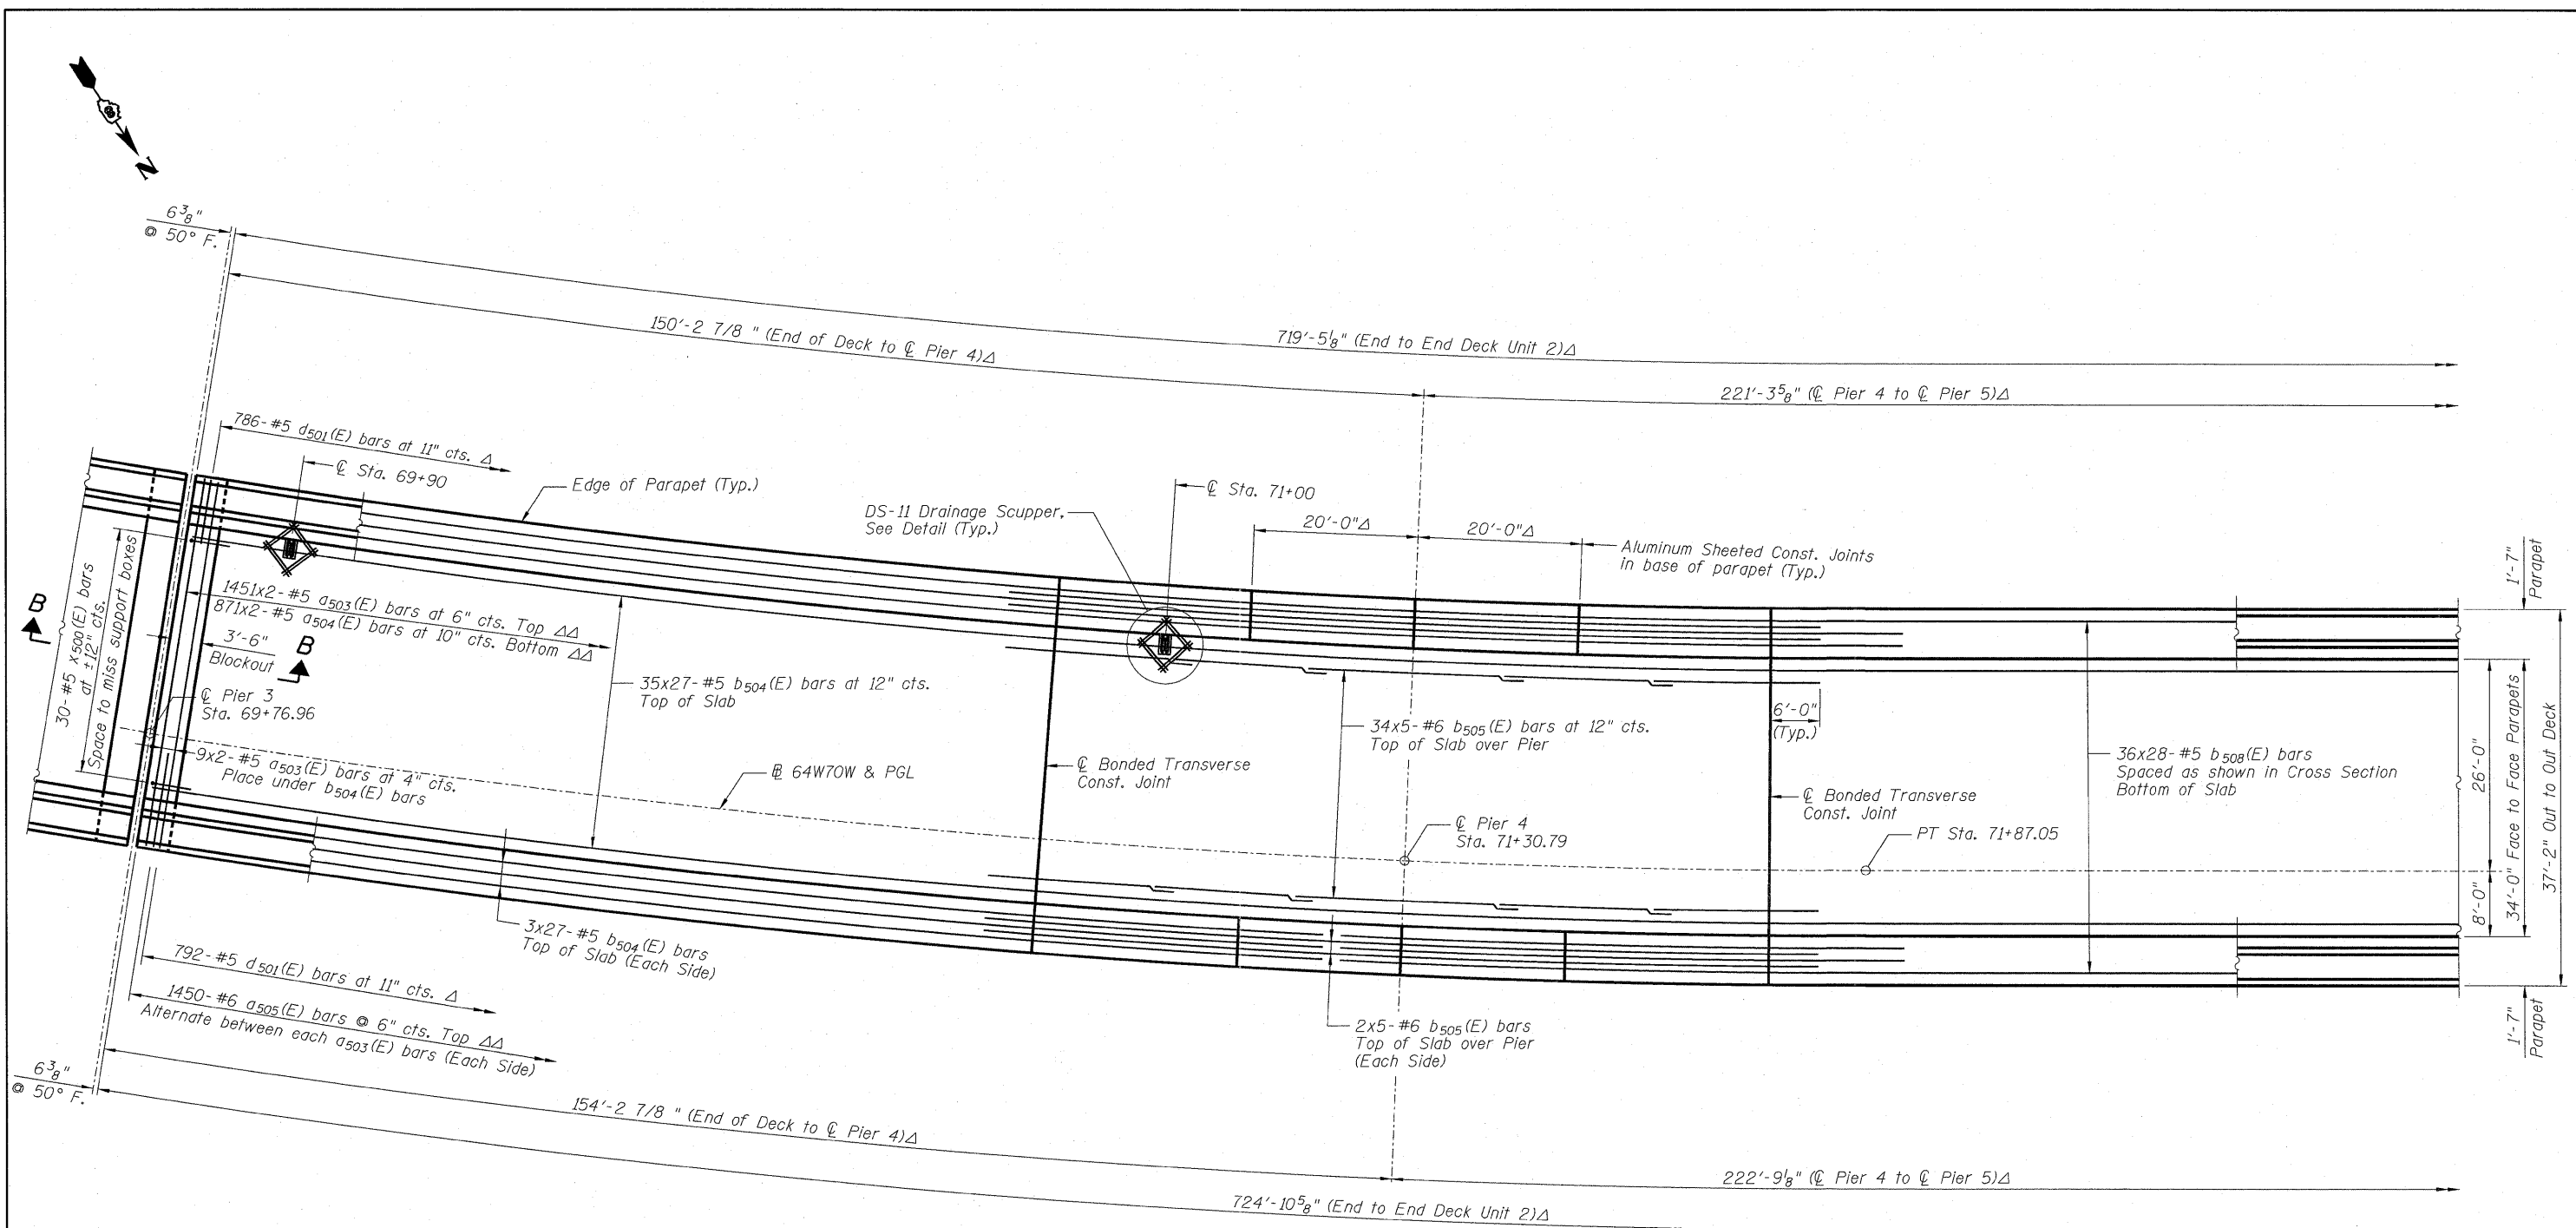 N
6 3/8"
@ 50° F.
150'-2 7/8 " (End of Deck to ℄ Pier 4)Δ
719'-5 1/8" (End to End Deck Unit 2)Δ
221'-3 5/8" (℄ Pier 4 to ℄ Pier 5)Δ
786-#5 d501(E) bars at 11" cts. Δ
℄ Sta. 69+90
Edge of Parapet (Typ.)
DS-11 Drainage Scupper,
See Detail (Typ.)
℄ Sta. 71+00
20'-0"Δ
20'-0"Δ
Aluminum Sheeted Const. Joints
in base of parapet (Typ.)
1'-7"
Parapet
B
30-#5 x500(E) bars
at ±12" cts.
Space to miss support boxes
1451x2-#5 a503(E) bars at 6" cts. Top ΔΔ
871x2-#5 a504(E) bars at 10" cts. Bottom ΔΔ
3'-6"
Blockout
B
℄ Pier 3
Sta. 69+76.96
9x2-#5 a503(E) bars at 4" cts.
Place under b504(E) bars
35x27-#5 b504(E) bars at 12" cts.
Top of Slab
℔ 64W70W & PGL
℄ Bonded Transverse
Const. Joint
34x5-#6 b505(E) bars at 12" cts.
Top of Slab over Pier
6'-0"
(Typ.)
℄ Pier 4
Sta. 71+30.79
℄ Bonded Transverse
Const. Joint
PT Sta. 71+87.05
36x28-#5 b508(E) bars
Spaced as shown in Cross Section
Bottom of Slab
26'-0"
8'-0"
34'-0" Face to Face Parapets
37'-2" Out to Out Deck
3x27-#5 b504(E) bars
Top of Slab (Each Side)
792-#5 d501(E) bars at 11" cts. Δ
1450-#6 a505(E) bars @ 6" cts. Top ΔΔ
Alternate between each a503(E) bars (Each Side)
2x5-#6 b505(E) bars
Top of Slab over Pier
(Each Side)
1'-7"
Parapet
6 3/8"
@ 50° F.
154'-2 7/8 " (End of Deck to ℄ Pier 4)Δ
222'-9 1/8" (℄ Pier 4 to ℄ Pier 5)Δ
724'-10 5/8" (End to End Deck Unit 2)Δ